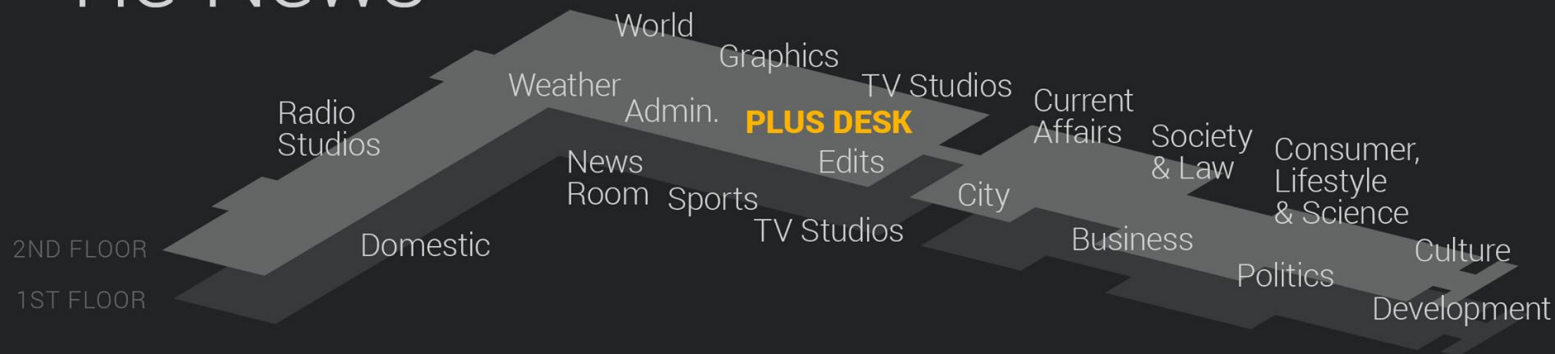 World
Graphics
TV Studios
Weather
Current
Affairs
Radio
Studios
Admin.
PLUS DESK
Society
& Law
Consumer,
Lifestyle
& Science
News
Room
Edits
Sports
City
TV Studios
Domestic
Business
Culture
2ND FLOOR
Politics
1ST FLOOR
Development